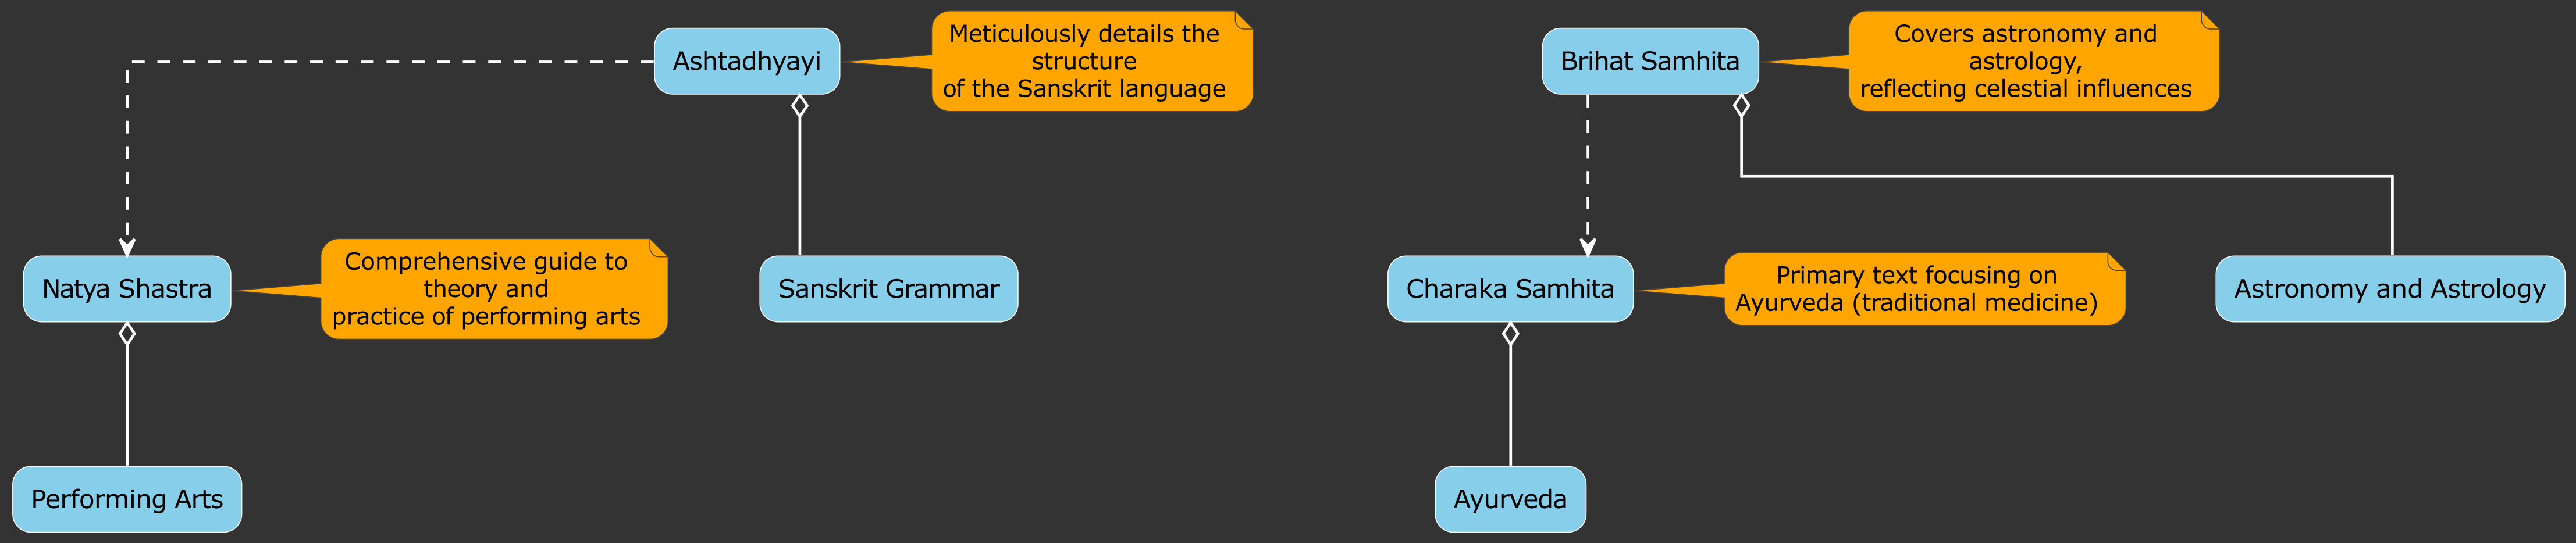 Ashtadhyayi
Meticulously details the
structure
of the Sanskrit language
Brihat Samhita
Covers astronomy and
astrology,
reflecting celestial influences
Natya Shastra
Comprehensive guide to
theory and
practice of performing arts
Sanskrit Grammar
Charaka Samhita
Primary text focusing on
Ayurveda (traditional medicine)
Astronomy and Astrology
Performing Arts
Ayurveda